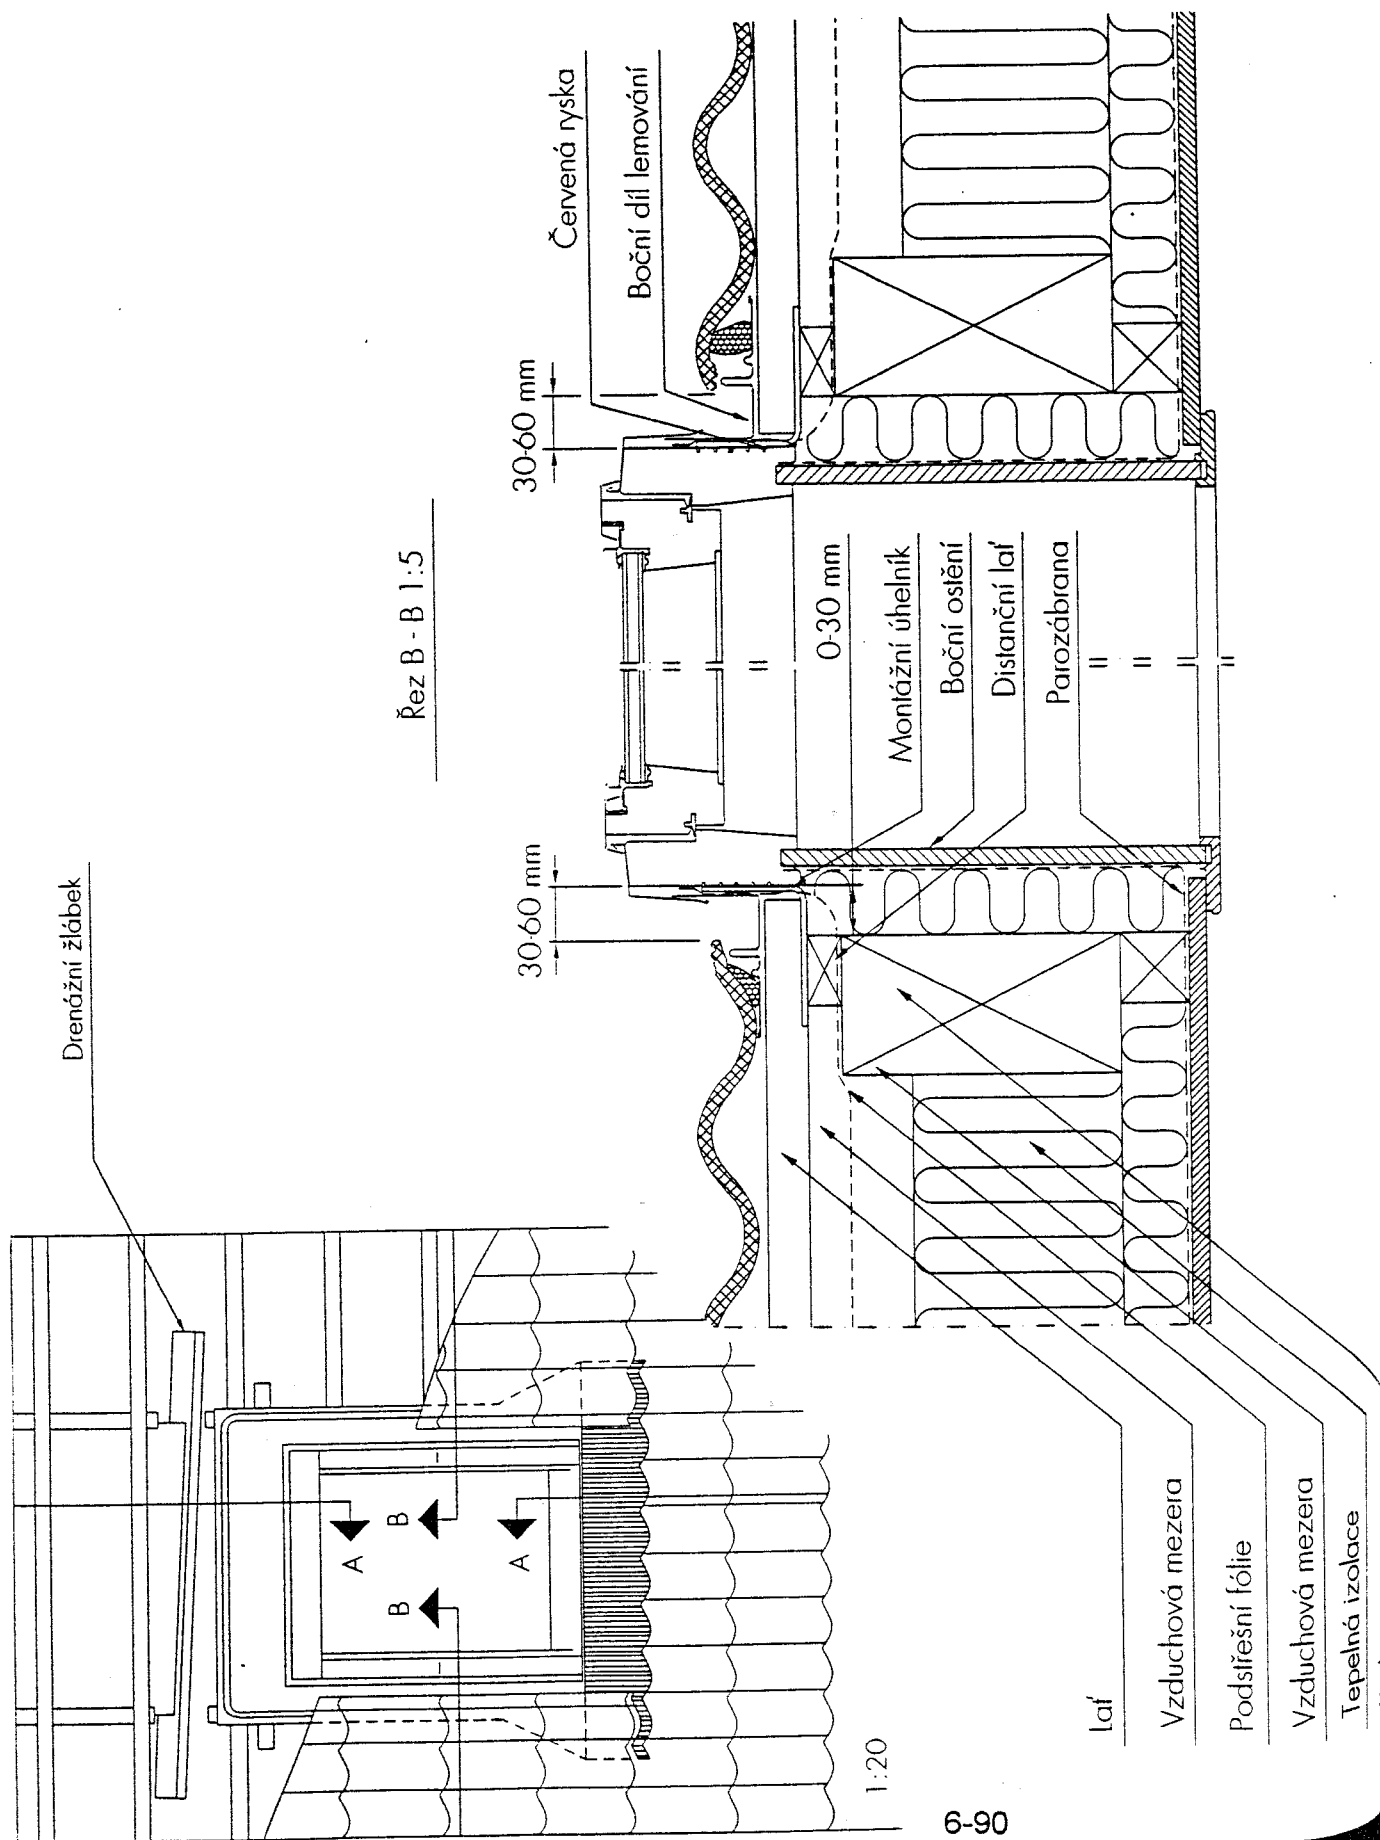 Drenážní žlábek
A
A
B
B
1:20
Řez B - B 1:5
30-60 mm
30-60 mm
Červená ryska
Boční díl lemování
0-30 mm
Montážní úhelník
Boční ostění
Distanční lať
Parozábrana
Lať
Vzduchová mezera
Podstřešní fólie
Vzduchová mezera
Tepelná izolace
6-90